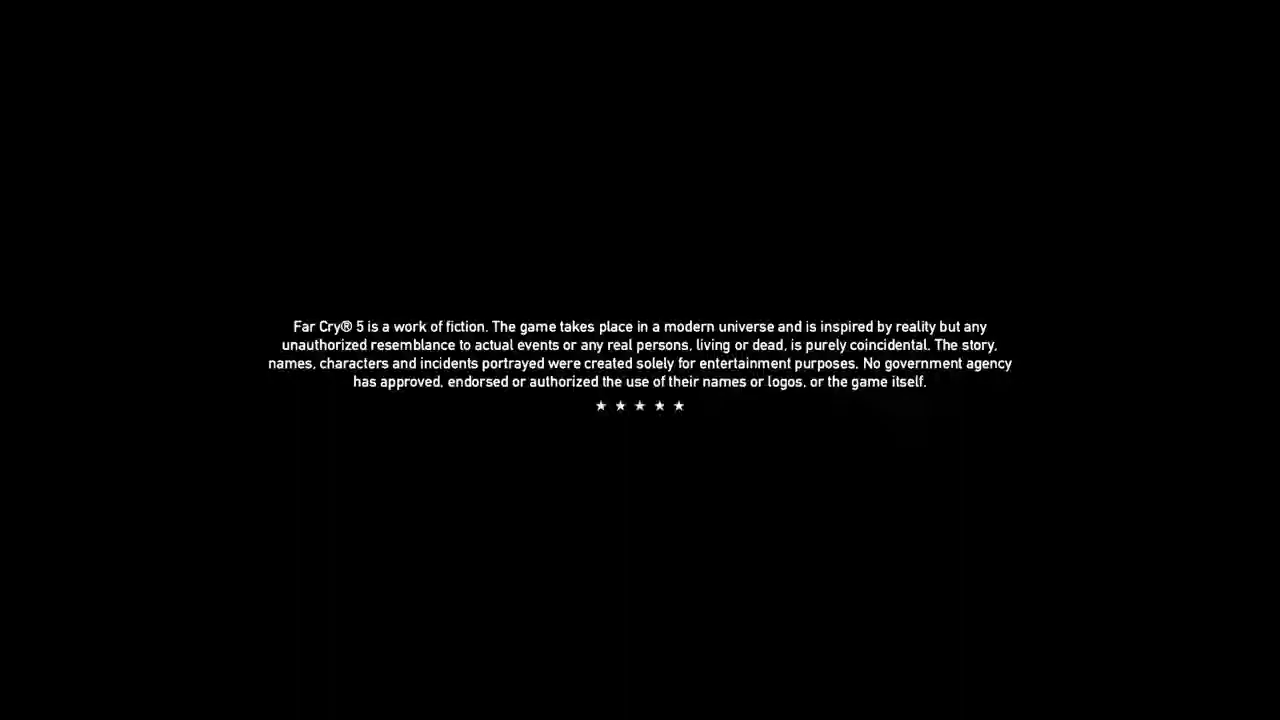 Far Cry® 5 is a work of fiction. The game takes place in a modern universe and is inspired by reality but any
unauthorized resemblance to actual events or any real persons, living or dead, is purely coincidental. The story,
names, characters and incidents portrayed were created solely for entertainment purposes. No government agency
has approved, endorsed or authorized the use of their names or logos, or the game itself.
★ ★ ★ ★ ★